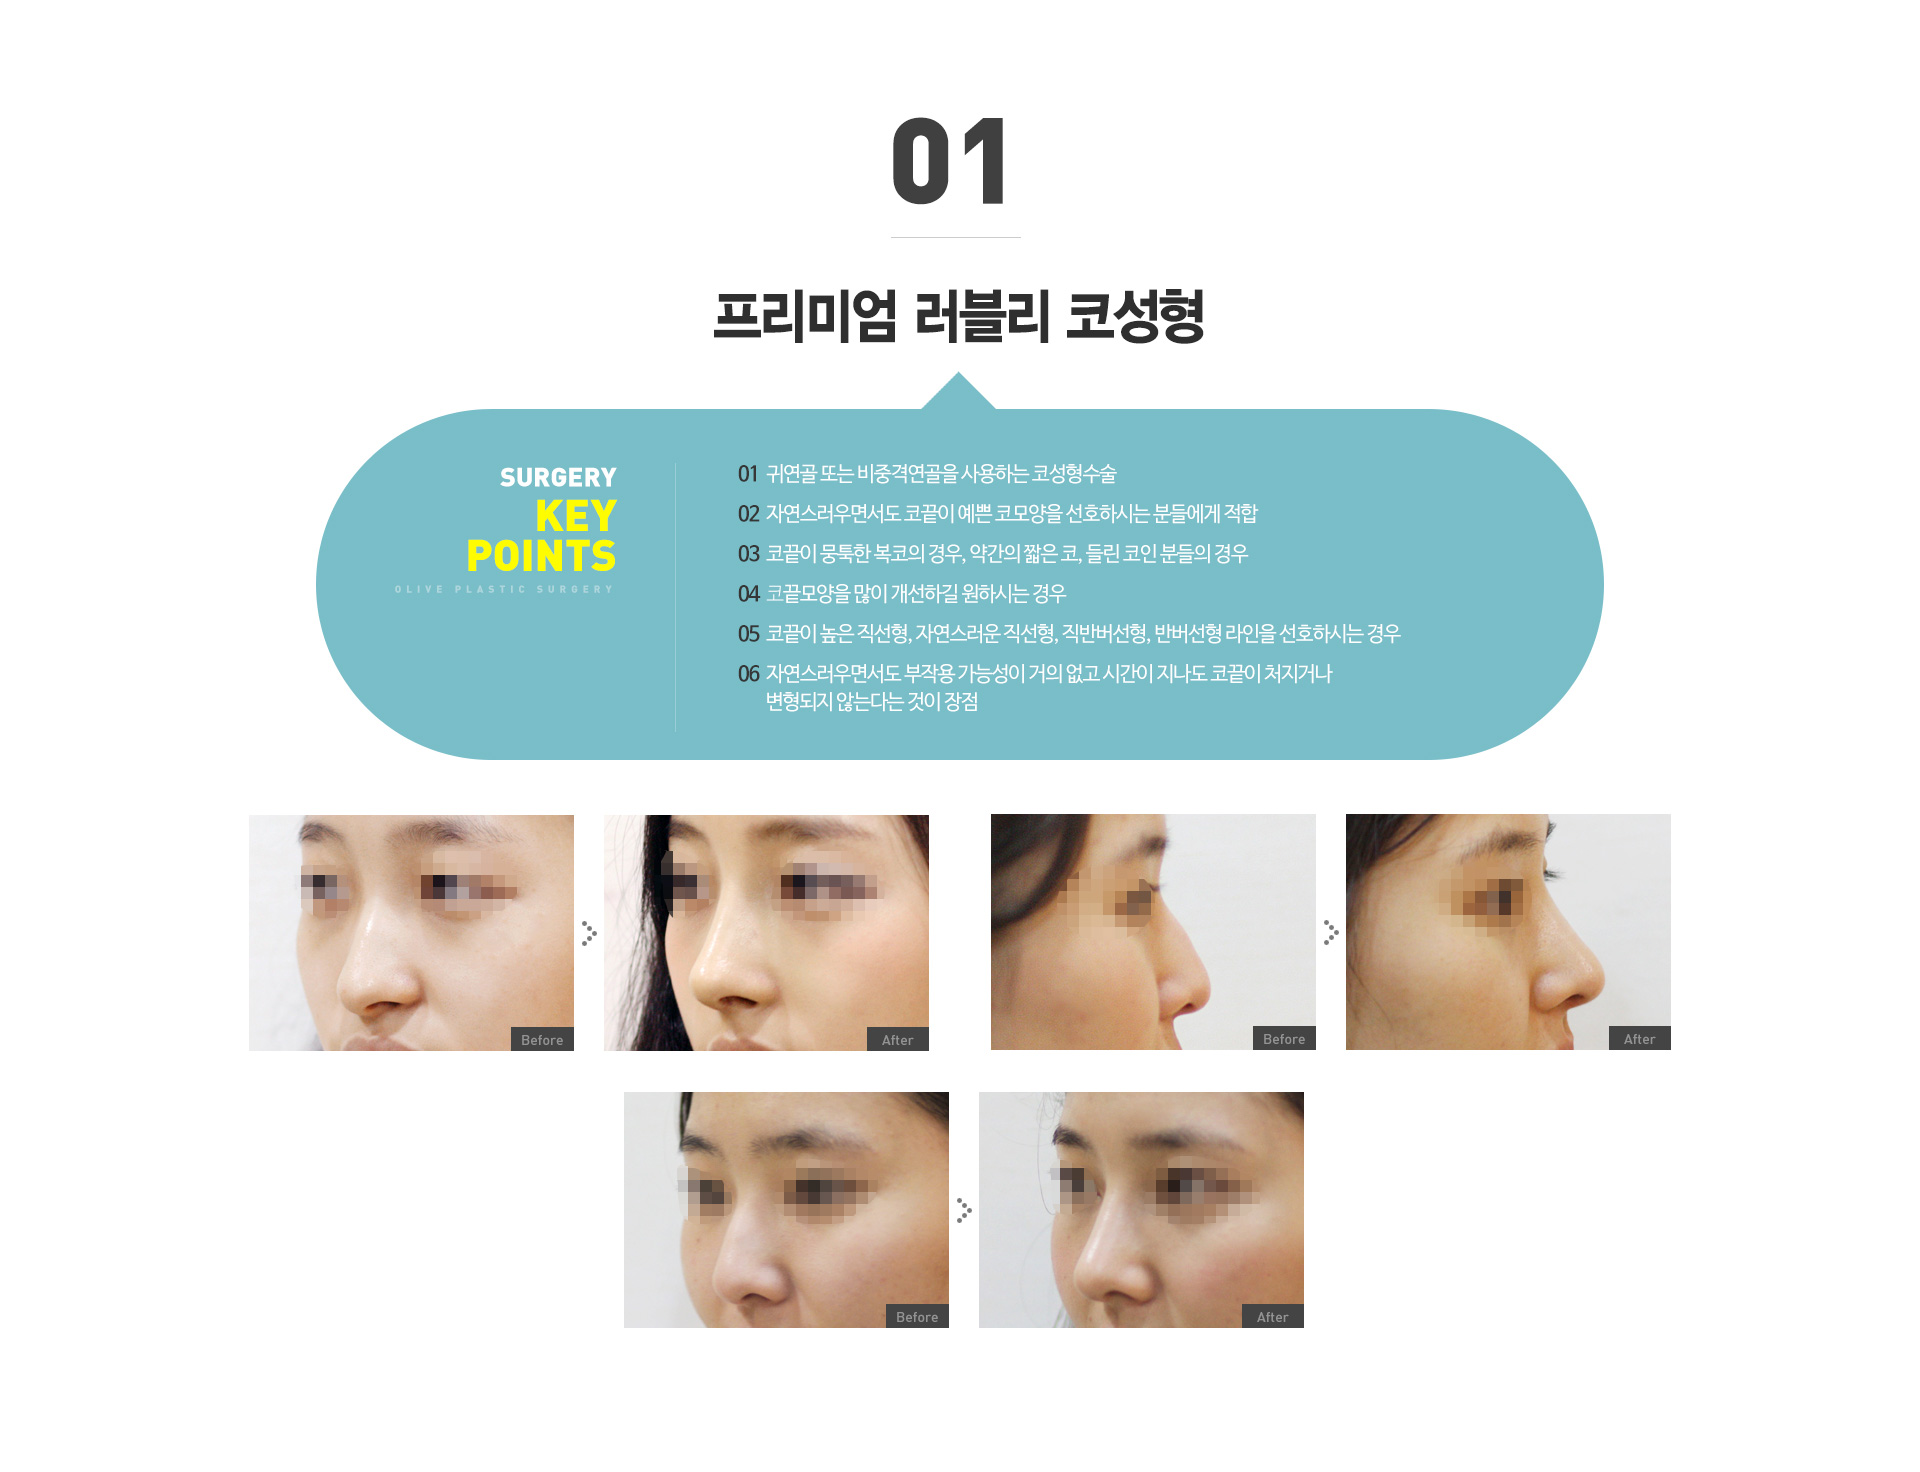 01
프리미엄 러블리 코성형
SURGERY
KEY
POINTS
OLIVE PLASTIC SURGERY
01 귀연골 또는 비중격연골을 사용하는 코성형수술
02 자연스러우면서도 코끝이 예쁜 코모양을 선호하시는 분들에게 적합
03 코끝이 뭉툭한 복코의 경우, 약간의 짧은 코, 들린 코인 분들의 경우
04 코끝모양을 많이 개선하길 원하시는 경우
05 코끝이 높은 직선형, 자연스러운 직선형, 직반버선형, 반버선형 라인을 선호하시는 경우
06 자연스러우면서도 부작용 가능성이 거의 없고 시간이 지나도 코끝이 처지거나
변형되지 않는다는 것이 장점
Before
After
Before
After
Before
After